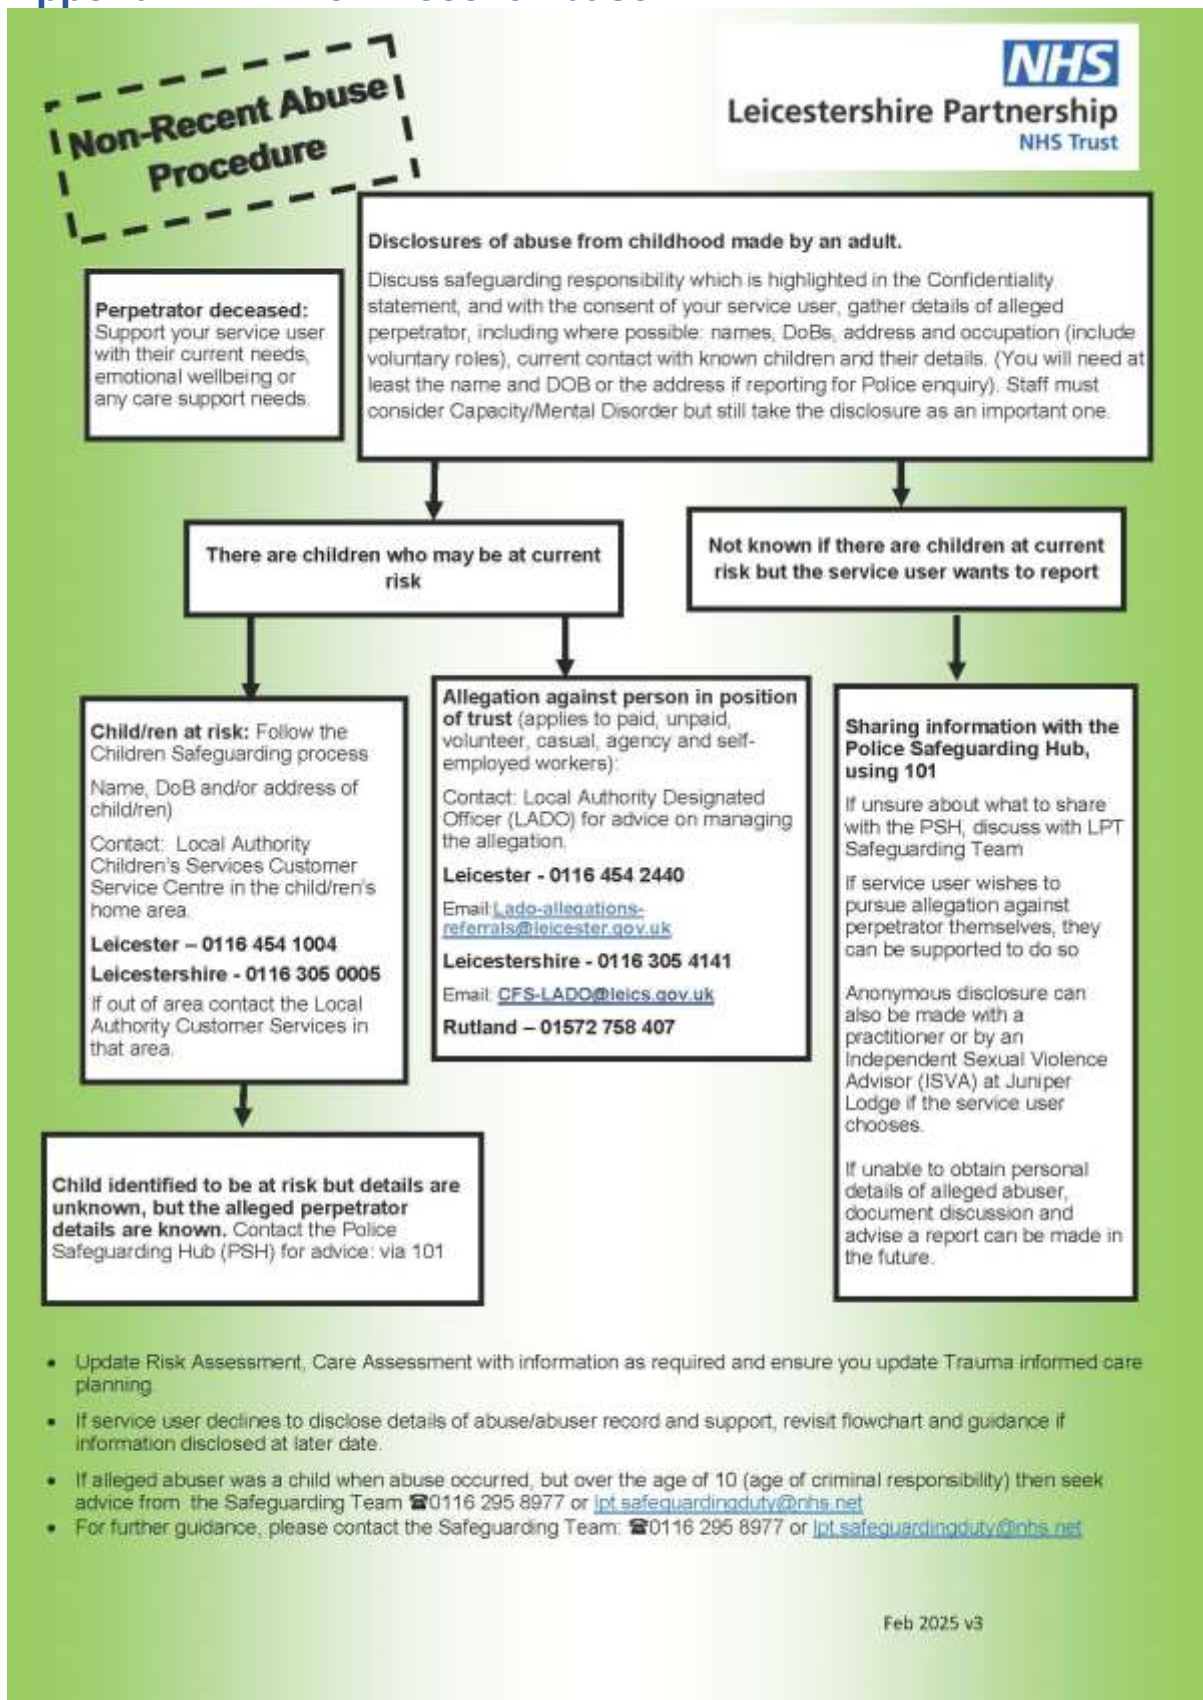 Non-Recent Abuse
Procedure
NHS
Leicestershire Partnership
NHS Trust
Disclosures of abuse from childhood made by an adult.
Discuss safeguarding responsibility which is highlighted in the Confidentiality
statement, and with the consent of your service user, gather details of alleged
perpetrator, including where possible: names, DoBs, address and occupation (include
voluntary roles), current contact with known children and their details. (You will need at
least the name and DOB or the address if reporting for Police enquiry). Staff must
consider Capacity/Mental Disorder but still take the disclosure as an important one.
Perpetrator deceased:
Support your service user
with their current needs,
emotional wellbeing or
any care support needs.
There are children who may be at current
risk
Not known if there are children at current
risk but the service user wants to report
Child/ren at risk: Follow the
Children Safeguarding process
Name, DoB and/or address of
child/ren)
Contact: Local Authority
Children's Services Customer
Service Centre in the child/ren's
home area.
Leicester – 0116 454 1004
Leicestershire - 0116 305 0005
If out of area contact the Local
Authority Customer Services in
that area.
Allegation against person in position
of trust (applies to paid, unpaid,
volunteer, casual, agency and self-
employed workers):
Contact: Local Authority Designated
Officer (LADO) for advice on managing
the allegation.
Leicester - 0116 454 2440
Email:Lado-allegations-
referrals@leicester.gov.uk
Leicestershire - 0116 305 4141
Email: CFS-LADO@leics.gov.uk
Rutland – 01572 758 407
Sharing information with the
Police Safeguarding Hub,
using 101
If unsure about what to share
with the PSH, discuss with LPT
Safeguarding Team
If service user wishes to
pursue allegation against
perpetrator themselves, they
can be supported to do so
Anonymous disclosure can
also be made with a
practitioner or by an
Independent Sexual Violence
Advisor (ISVA) at Juniper
Lodge if the service user
chooses.
If unable to obtain personal
details of alleged abuser,
document discussion and
advise a report can be made in
the future.
Child identified to be at risk but details are
unknown, but the alleged perpetrator
details are known. Contact the Police
Safeguarding Hub (PSH) for advice: via 101
• Update Risk Assessment, Care Assessment with information as required and ensure you update Trauma informed care
planning.
• If service user declines to disclose details of abuse/abuser record and support, revisit flowchart and guidance if
information disclosed at later date.
• If alleged abuser was a child when abuse occurred, but over the age of 10 (age of criminal responsibility) then seek
advice from the Safeguarding Team ☎0116 295 8977 or lpt.safeguardingduty@nhs.net
• For further guidance, please contact the Safeguarding Team: ☎0116 295 8977 or lpt.safeguardingduty@nhs.net
Feb 2025 v3